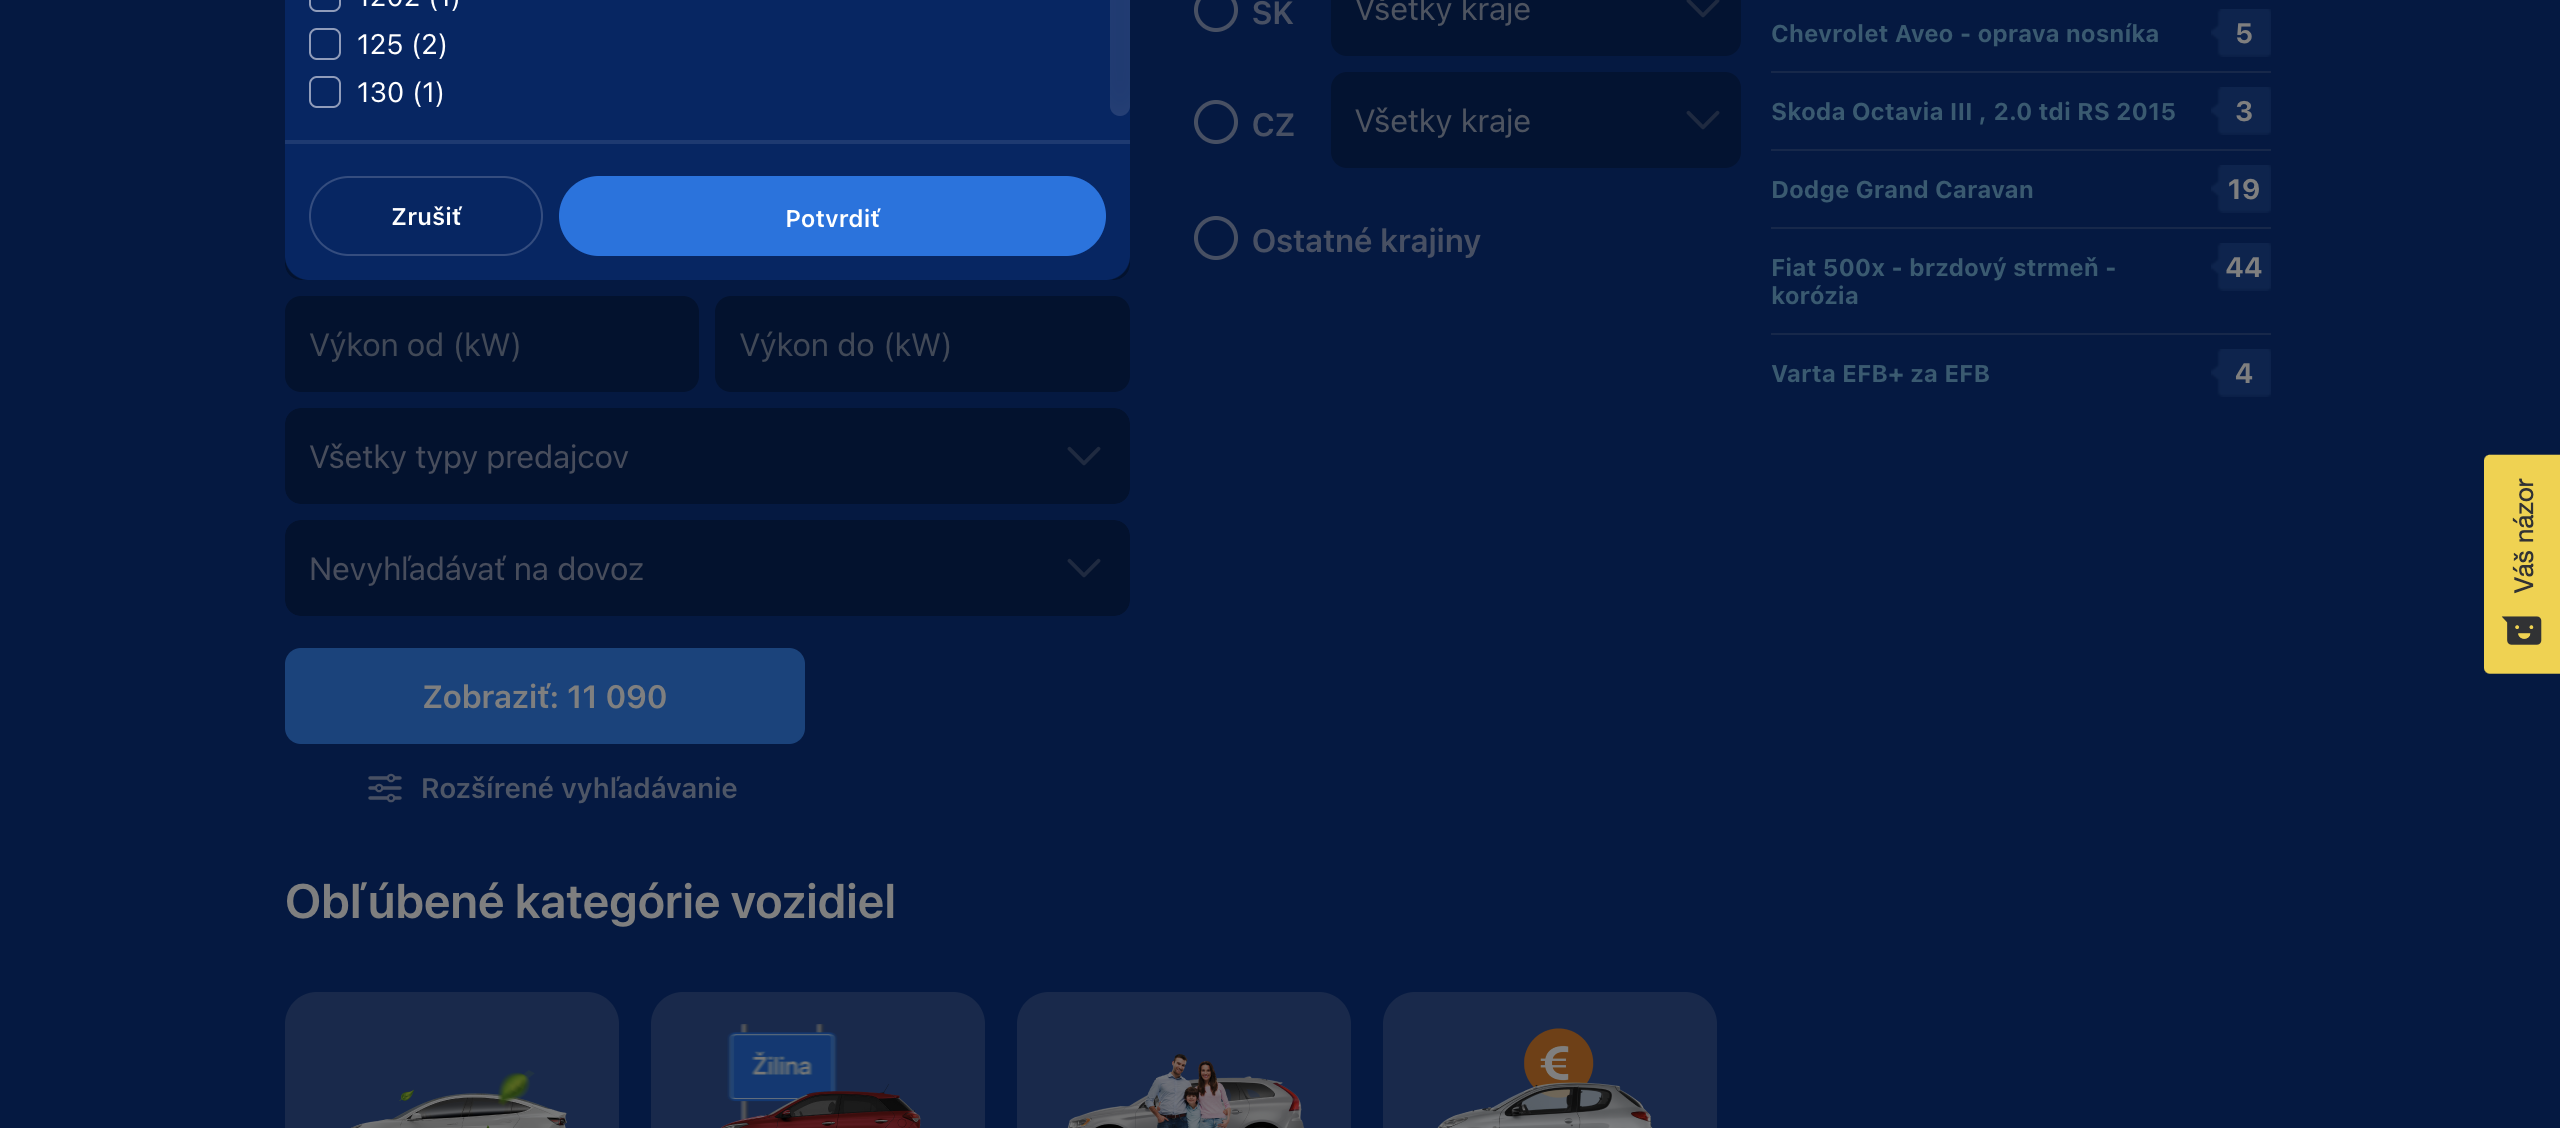 1202 (1)
125 (2)
130 (1)
Zrušiť
Potvrdiť
Výkon od (kW)
Výkon do (kW)
Všetky typy predajcov
Nevyhľadávať na dovoz
Zobraziť: 11 090
Rozšírené vyhľadávanie
SK
Všetky kraje
CZ
Všetky kraje
Ostatné krajiny
Chevrolet Aveo - oprava nosníka
5
Skoda Octavia III , 2.0 tdi RS 2015
3
Dodge Grand Caravan
19
Fiat 500x - brzdový strmeň -
korózia
44
Varta EFB+ za EFB
4
Váš názor
Obľúbené kategórie vozidiel
Žilina
€